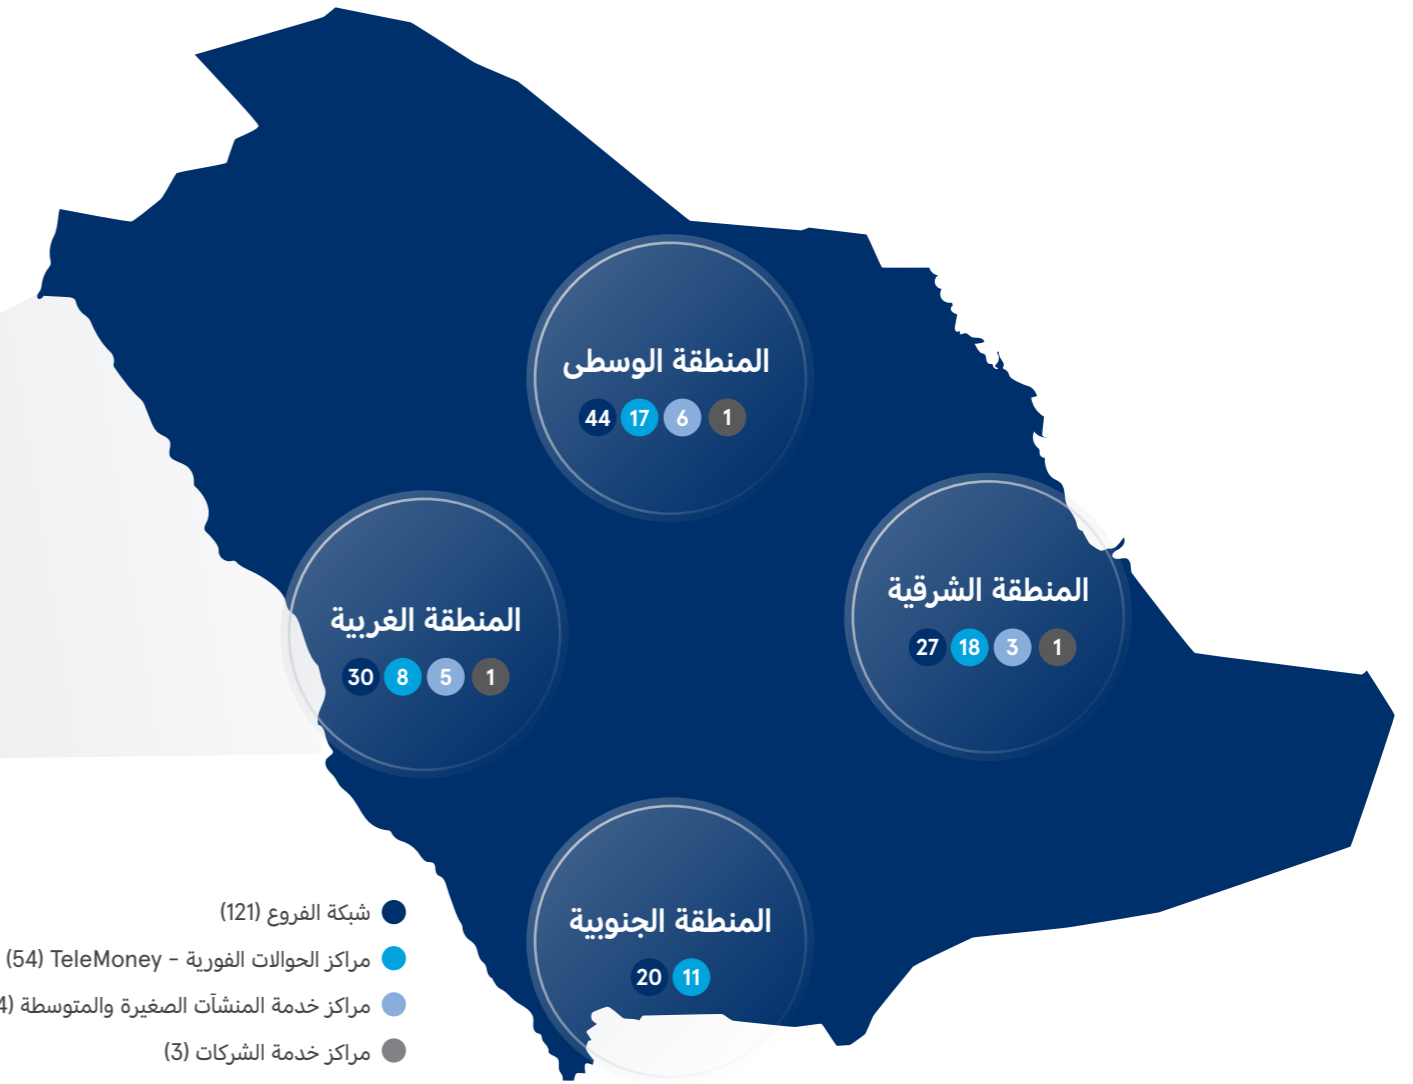 المنطقة الوسطى
44 17 6 1
المنطقة الشرقية
27 18 3 1
المنطقة الغربية
30 8 5 1
المنطقة الجنوبية
20 11
شبكة الفروع (121)
مراكز الحوالات الفورية - TeleMoney (54)
مراكز خدمة المنشآت الصغيرة والمتوسطة (4
مراكز خدمة الشركات (3)